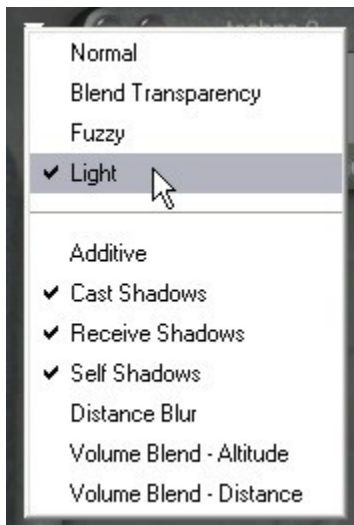 Normal
Blend Transparency
Fuzzy
Light
Additive
Cast Shadows
Receive Shadows
Self Shadows
Distance Blur
Volume Blend - Altitude
Volume Blend - Distance